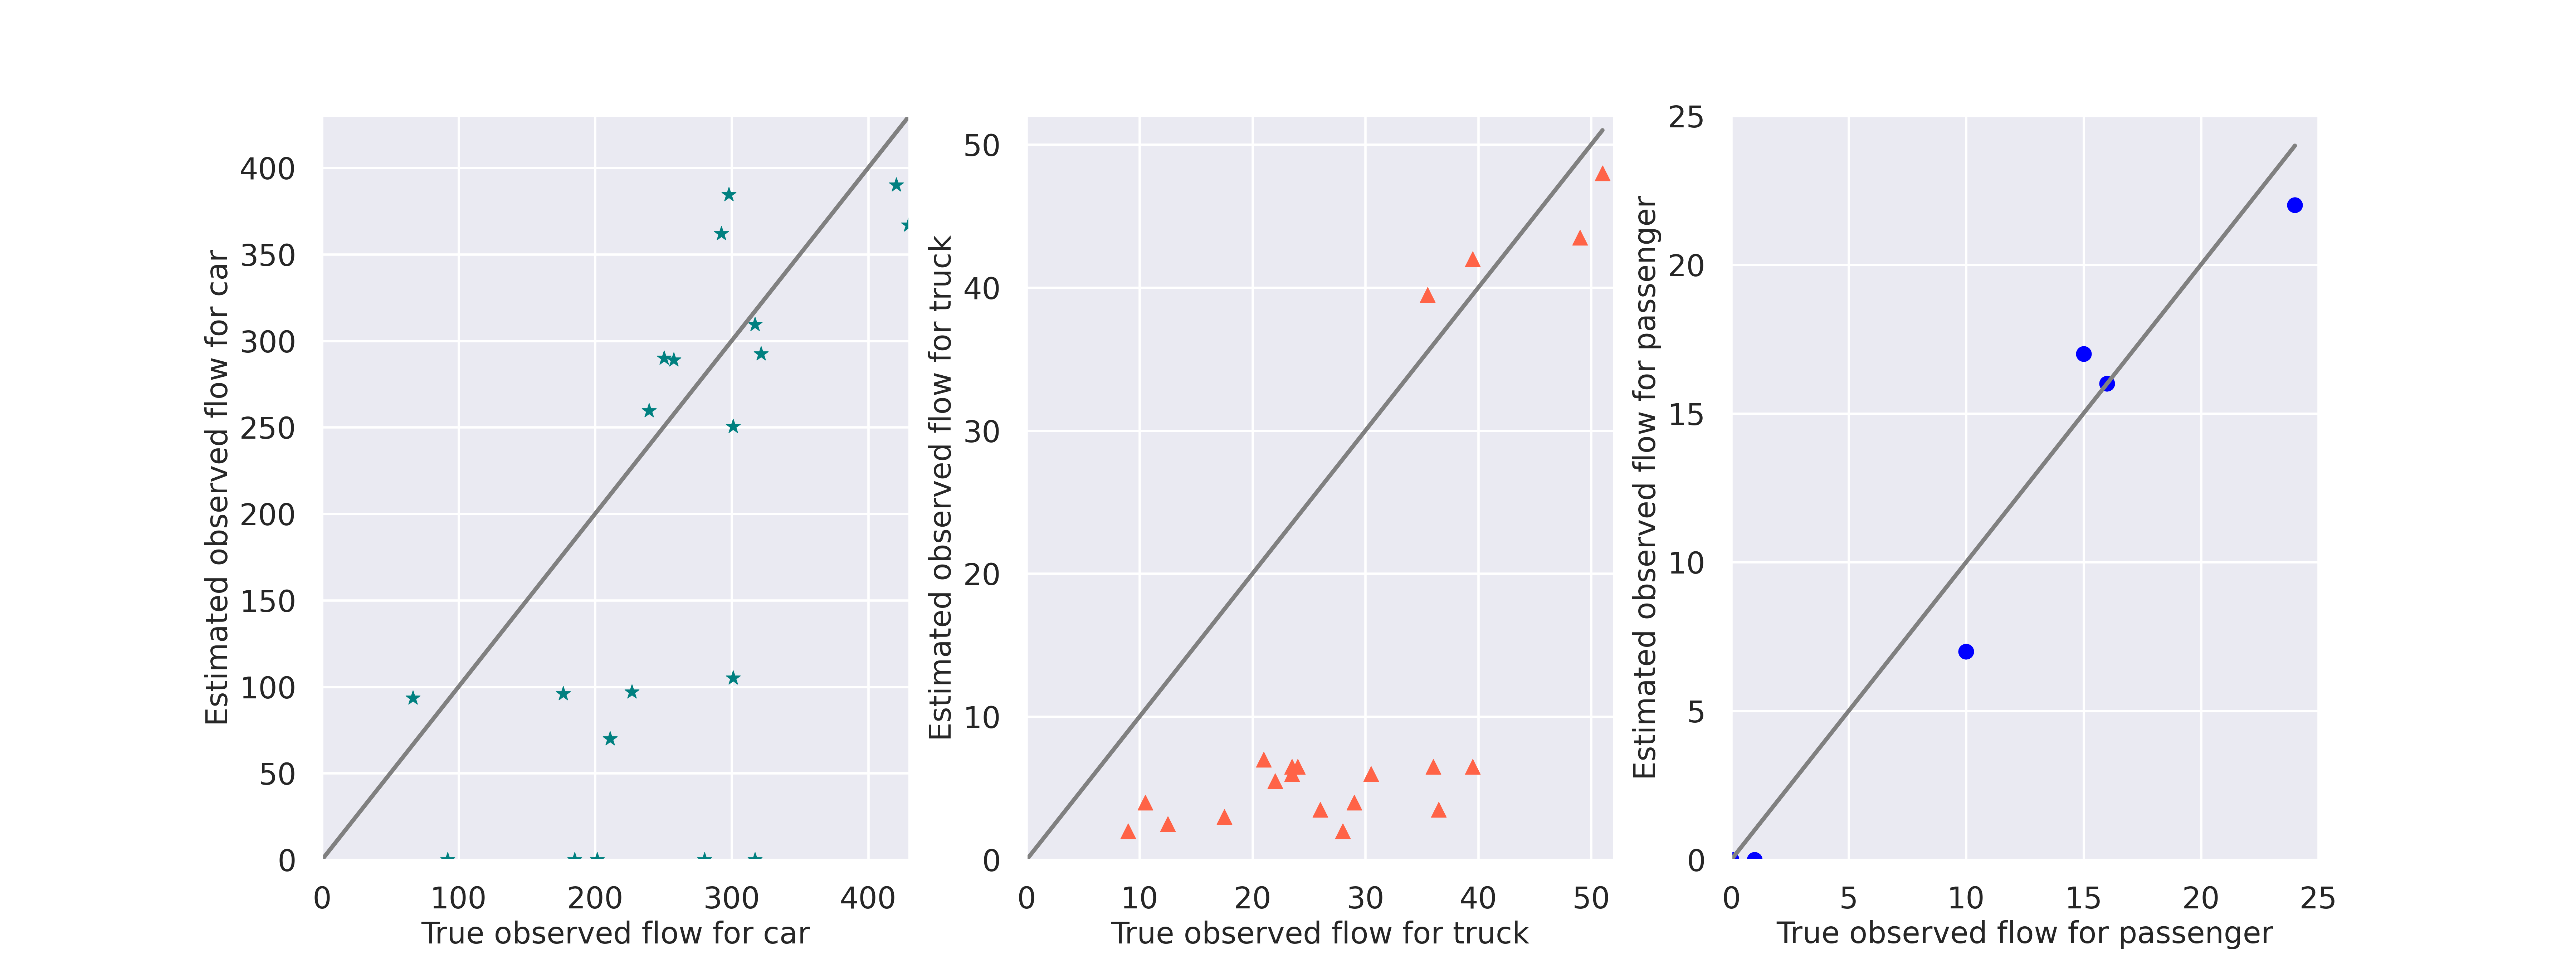 Estimated observed flow for car
400
350
300
250
200
150
100
50
0
0 100 200 300 400
True observed flow for car
Estimated observed flow for truck
50
40
30
20
10
0
0 10 20 30 40 50
True observed flow for truck
Estimated observed flow for passenger
25
20
15
10
5
0
0 5 10 15 20 25
True observed flow for passenger